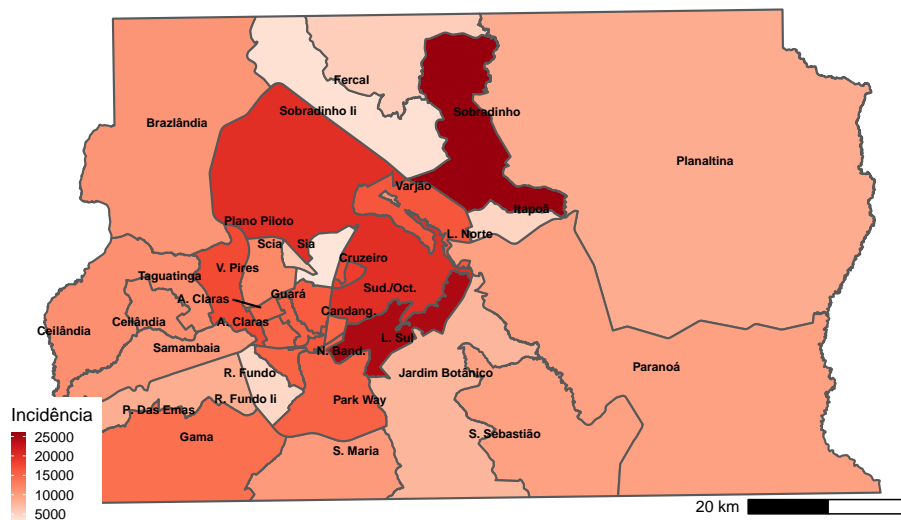 Fercal
Sobradinho Ii
Sobradinho
Brazlândia
Planaltina
Varjão
Itapoã
Plano Piloto
L. Norte
Scia
Sia
Cruzeiro
V. Pires
Taguatinga
Sud./Oct.
Guará
A. Claras
Candang.
Ceilândia
Ceilândia
A. Claras
L. Sul
Samambaia
N. Band.
Paranoá
R. Fundo
Jardim Botânico
R. Fundo Ii
Park Way
P. Das Emas
Gama
S. Sebastião
S. Maria
Incidência
25000
20000
15000
10000
5000
20 km